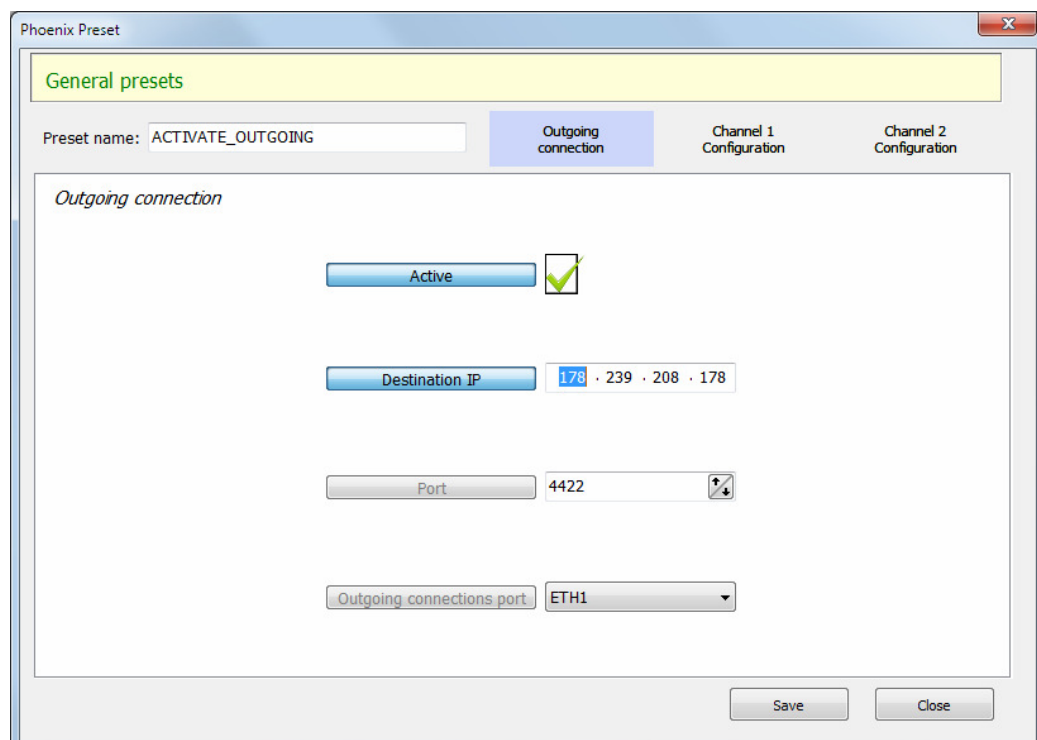 Phoenix Preset
General presets
Preset name: ACTIVATE_OUTGOING
Outgoing
connection
Channel 1
Configuration
Channel 2
Configuration
Outgoing connection
Active
Destination IP 178 . 239 . 208 . 178
Port 4422
Outgoing connections port ETH1
Save Close